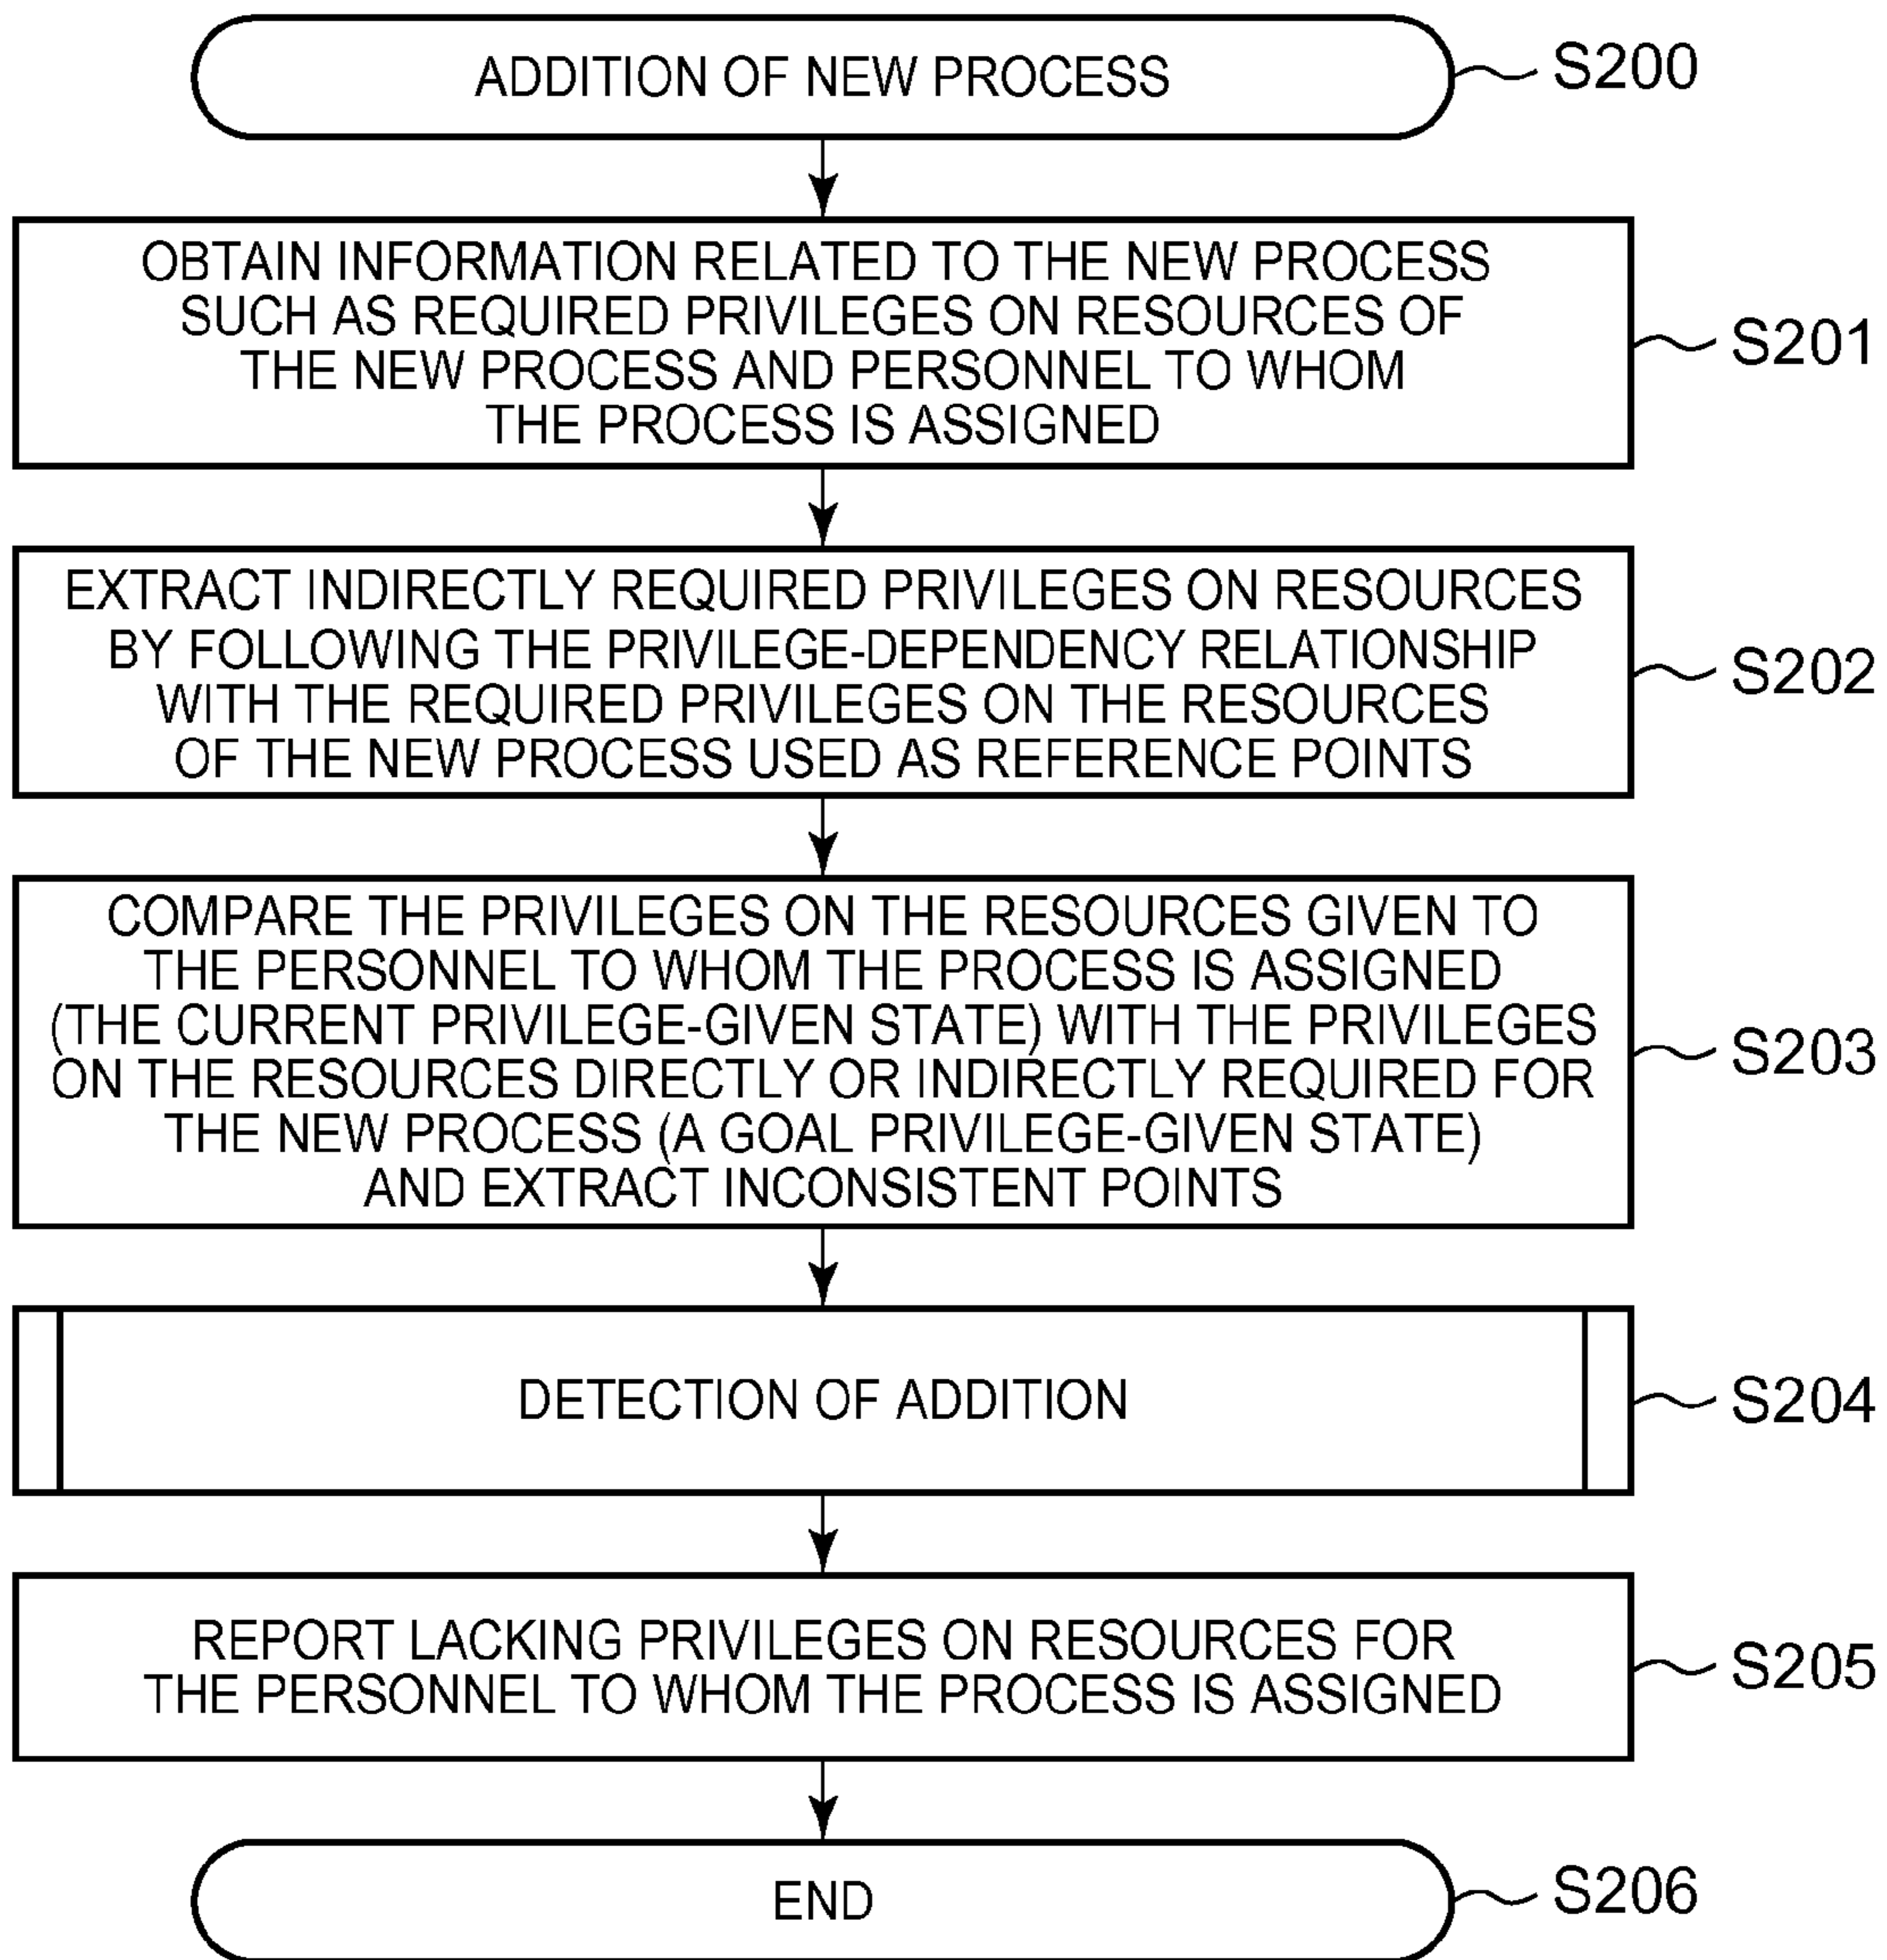 ADDITION OF NEW PROCESS
S200
OBTAIN INFORMATION RELATED TO THE NEW PROCESS
SUCH AS REQUIRED PRIVILEGES ON RESOURCES OF
THE NEW PROCESS AND PERSONNEL TO WHOM
THE PROCESS IS ASSIGNED
S201
EXTRACT INDIRECTLY REQUIRED PRIVILEGES ON RESOURCES
BY FOLLOWING THE PRIVILEGE-DEPENDENCY RELATIONSHIP
WITH THE REQUIRED PRIVILEGES ON THE RESOURCES
OF THE NEW PROCESS USED AS REFERENCE POINTS
S202
COMPARE THE PRIVILEGES ON THE RESOURCES GIVEN TO
THE PERSONNEL TO WHOM THE PROCESS IS ASSIGNED
(THE CURRENT PRIVILEGE-GIVEN STATE) WITH THE PRIVILEGES
ON THE RESOURCES DIRECTLY OR INDIRECTLY REQUIRED FOR
THE NEW PROCESS (A GOAL PRIVILEGE-GIVEN STATE)
AND EXTRACT INCONSISTENT POINTS
S203
DETECTION OF ADDITION
S204
REPORT LACKING PRIVILEGES ON RESOURCES FOR
THE PERSONNEL TO WHOM THE PROCESS IS ASSIGNED
S205
END
S206